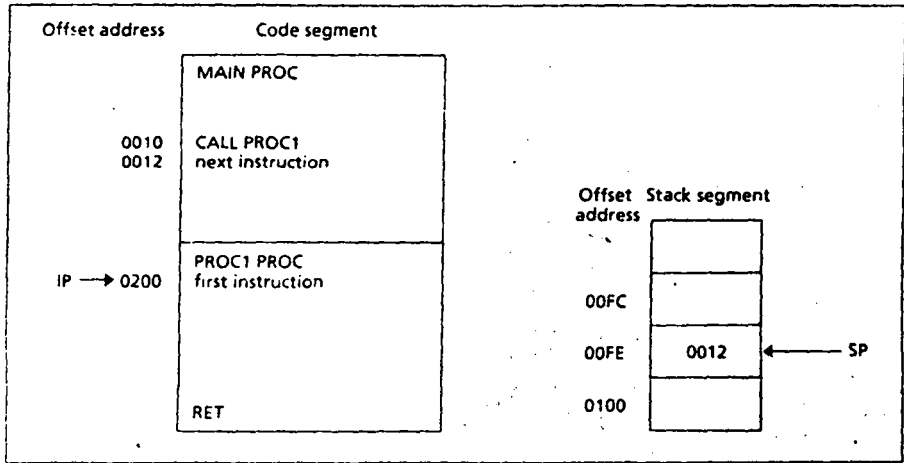 Offset address Code segment
MAIN PROC
0010 CALL PROC1
0012 next instruction
PROC1 PROC
IP → 0200 first instruction
RET
Offset address Stack segment
00FC
00FE 0012 SP
0100